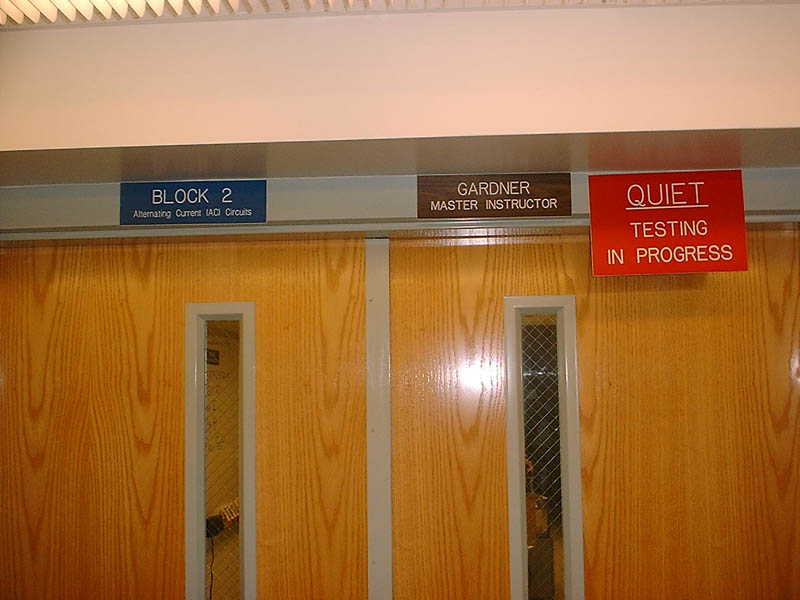 BLOCK 2
Alternating Current (AC) Circuits
GARDNER
MASTER INSTRUCTOR
QUIET
TESTING
IN PROGRESS